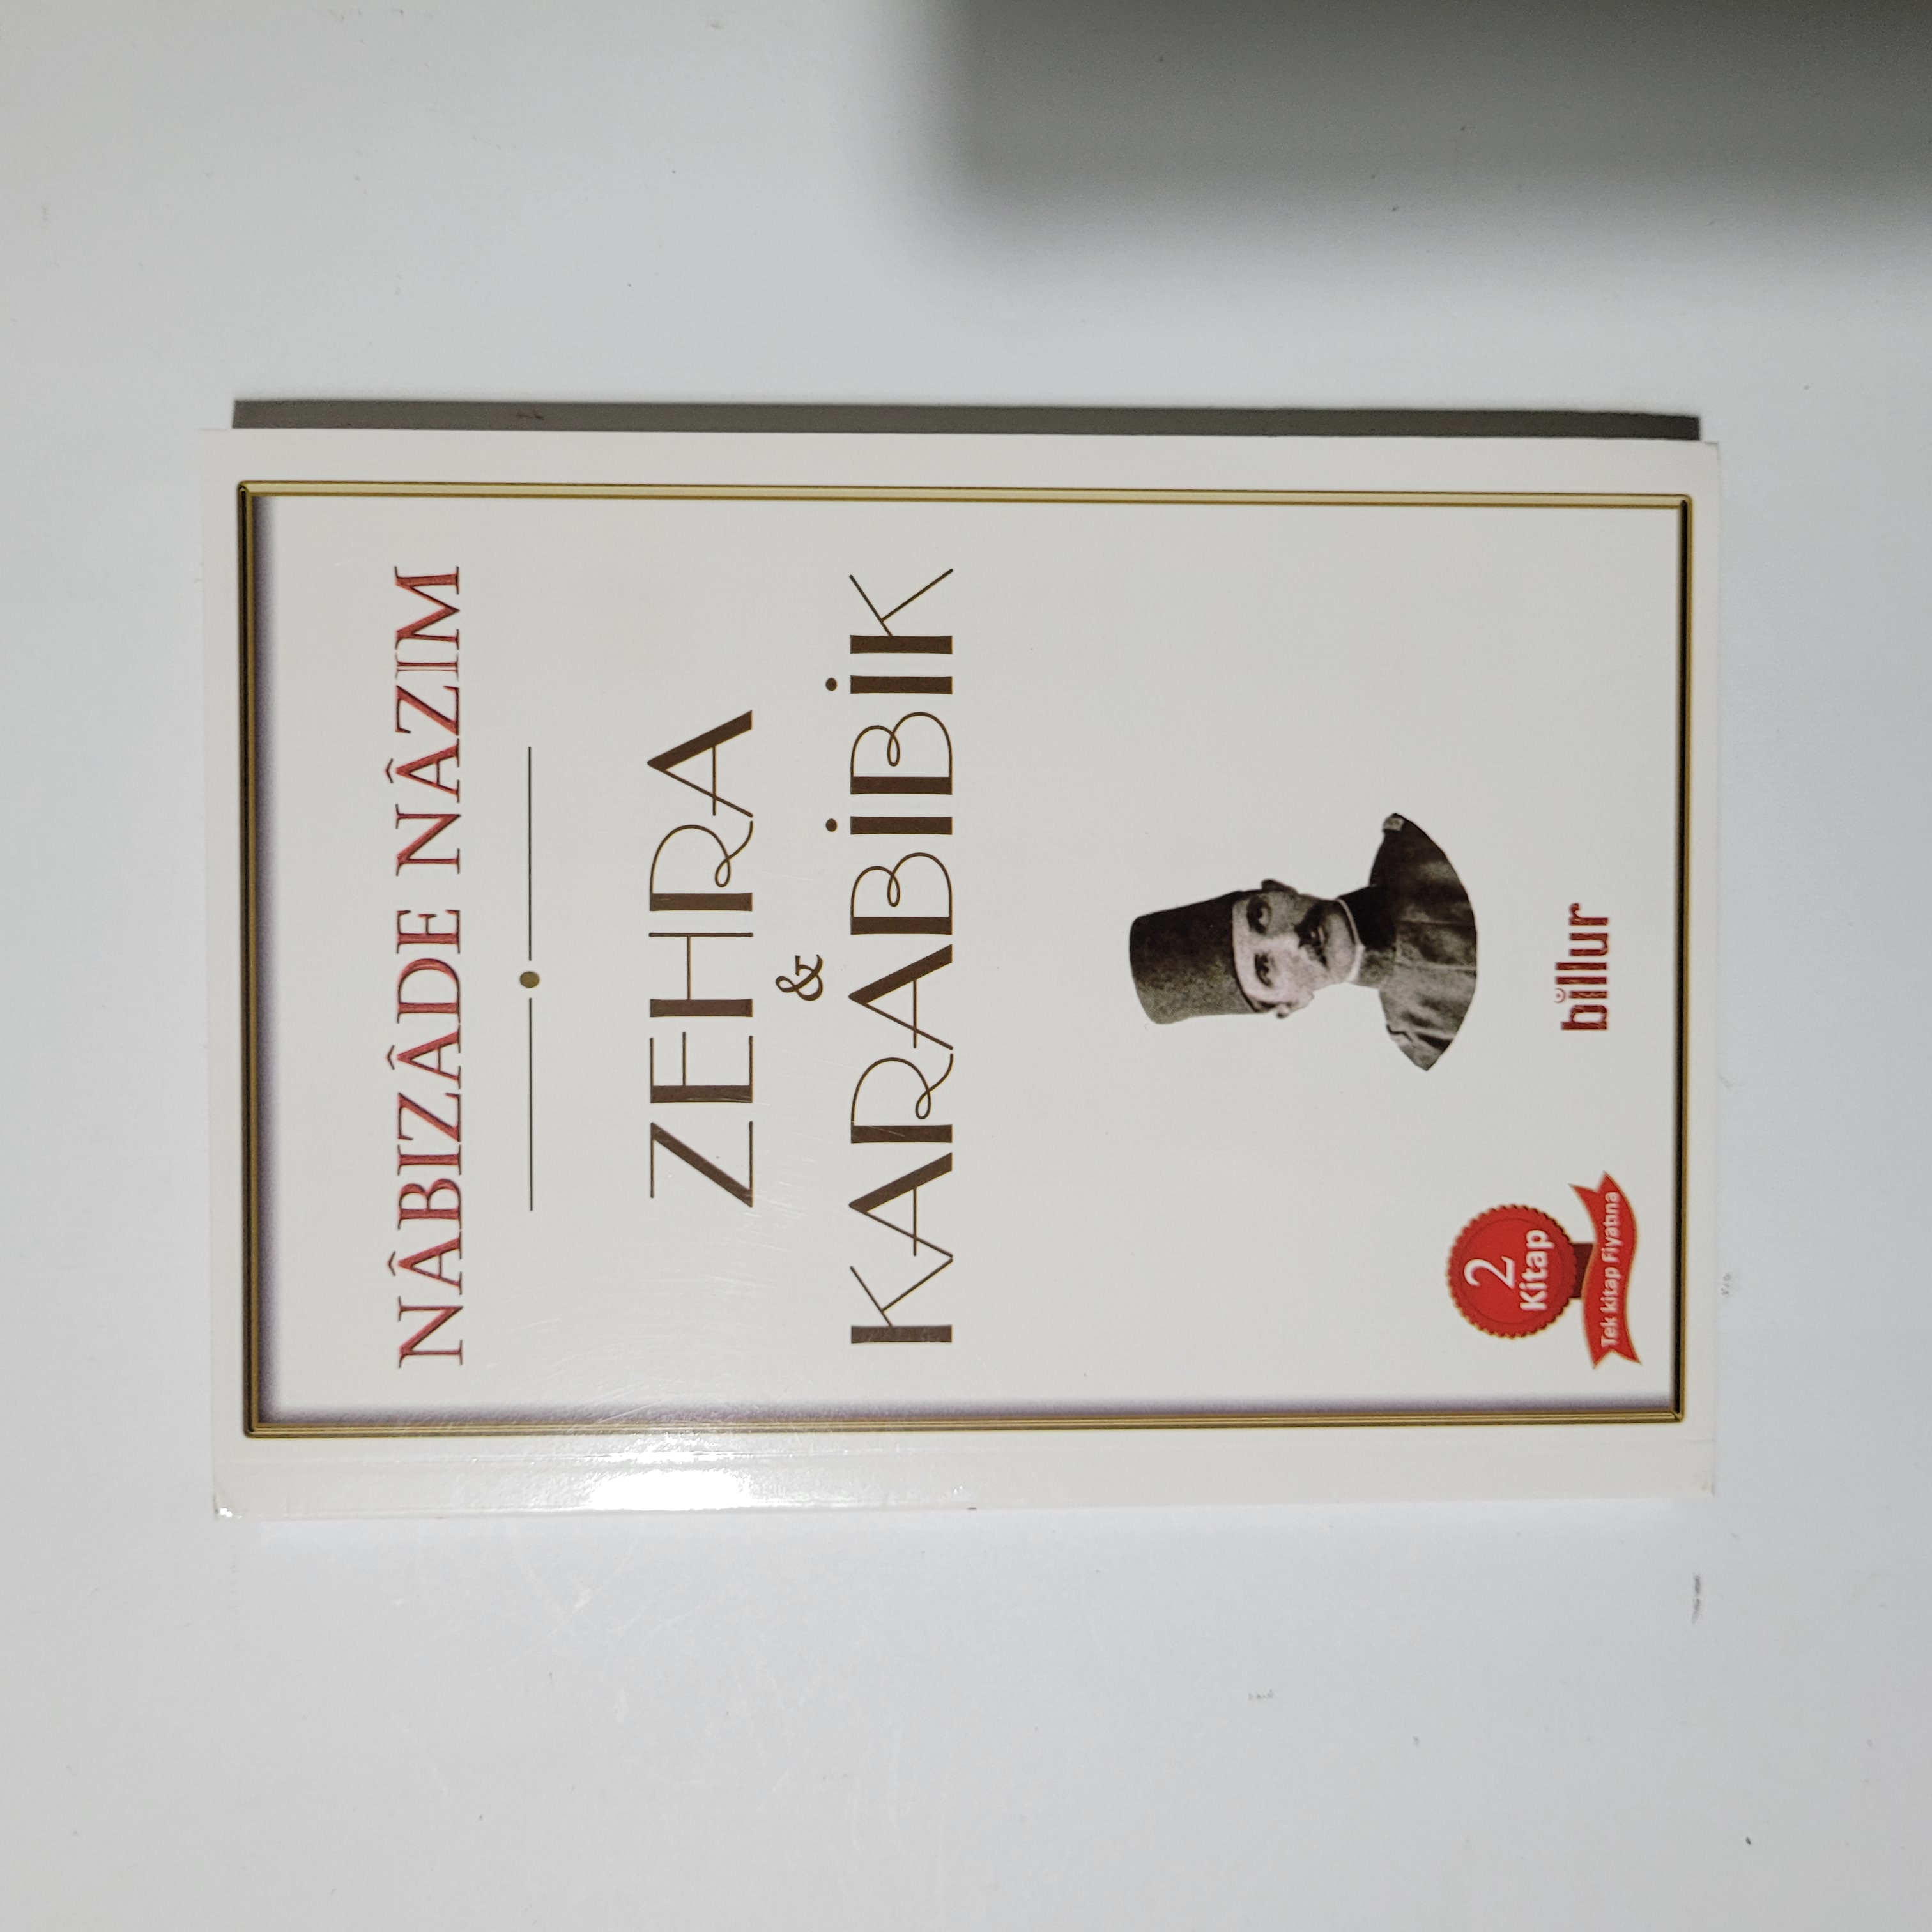 NÂBIZÂDE NÂZIM
ZEHRA
&
KARABİBİK
2
Kitap
Tek Kitap Fiyatına
billur